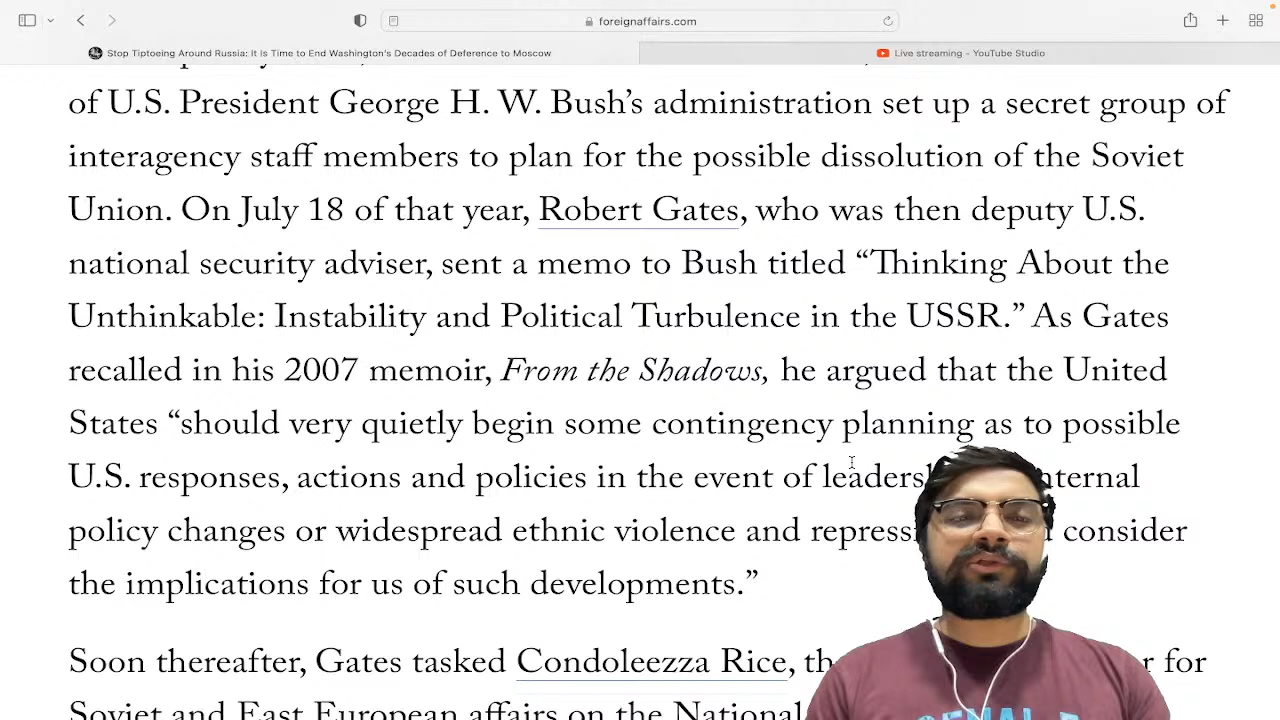 foreignaffairs.com
Stop Tiptoeing Around Russia: It Is Time to End Washington's Decades of Deference to Moscow
Live streaming - YouTube Studio
of U.S. President George H. W. Bush’s administration set up a secret group of
interagency staff members to plan for the possible dissolution of the Soviet
Union. On July 18 of that year, Robert Gates, who was then deputy U.S.
national security adviser, sent a memo to Bush titled “Thinking About the
Unthinkable: Instability and Political Turbulence in the USSR.” As Gates
recalled in his 2007 memoir, From the Shadows, he argued that the United
States “should very quietly begin some contingency planning as to possible
U.S. responses, actions and policies in the event of
policy changes or widespread ethnic violence and consider
the implications for us of such developments.”
Soon thereafter, Gates tasked Condoleezza Rice, for
Soviet and East European affairs on the National